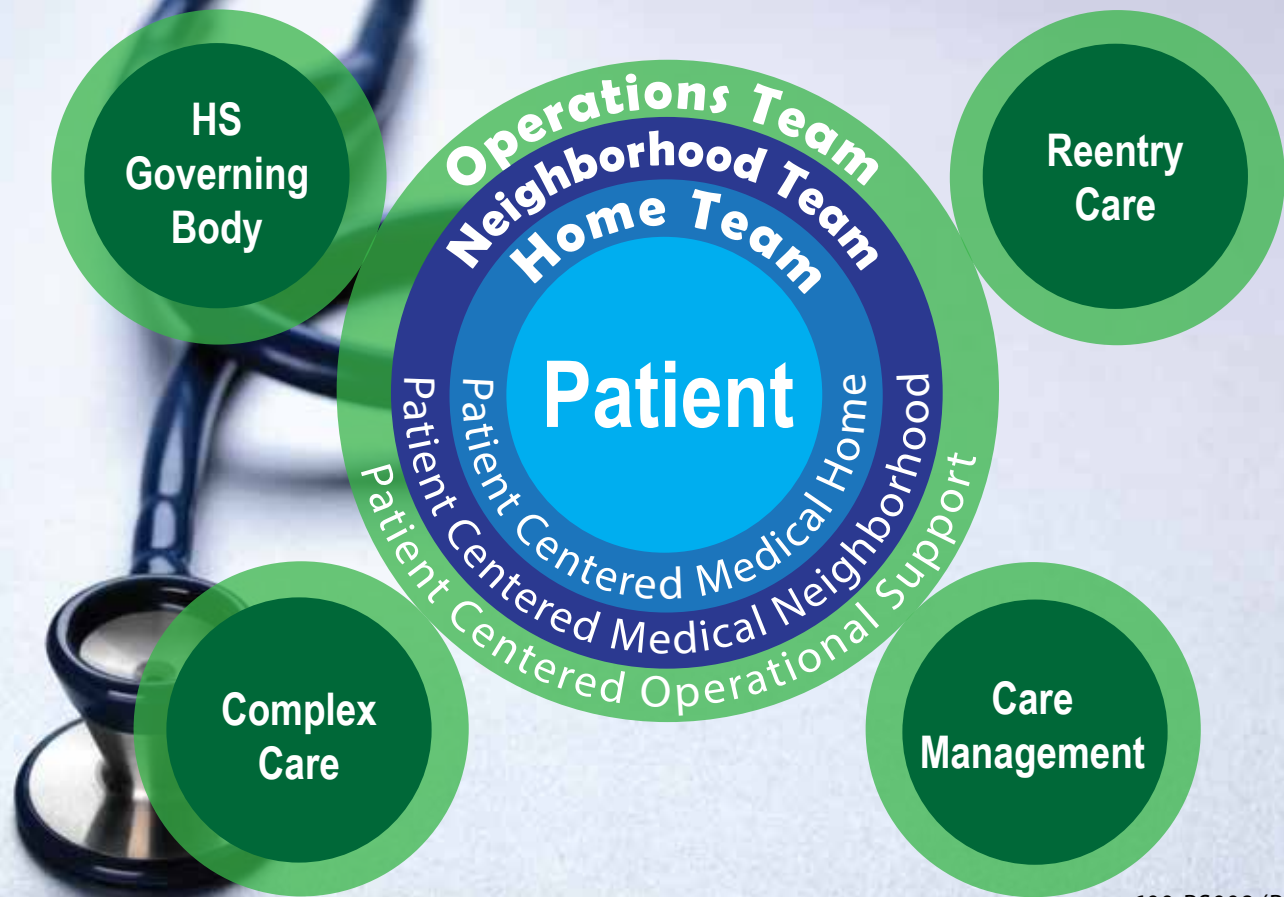 HS
Governing
Body
Operations Team
Neighborhood Team
Home Team
Reentry
Care
Patient
Patient Centered Medical Home
Patient Centered Medical Neighborhood
Patient Centered Operational Support
Complex
Care
Care
Management